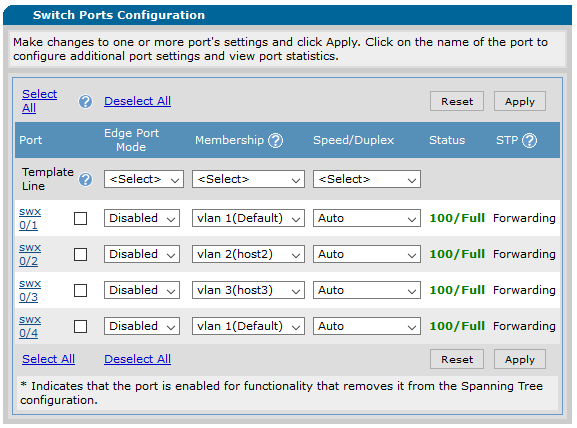 Switch Ports Configuration
Make changes to one or more port's settings and click Apply. Click on the name of the port to
configure additional port settings and view port statistics.
Select All ? Deselect All Reset Apply
Port Edge Port Mode Membership ? Speed/Duplex Status STP ?
Template Line ? <Select> <Select> <Select>
swx 0/1 Disabled vlan 1(Default) Auto 100/Full Forwarding
swx 0/2 Disabled vlan 2(host2) Auto 100/Full Forwarding
swx 0/3 Disabled vlan 3(host3) Auto 100/Full Forwarding
swx 0/4 Disabled vlan 1(Default) Auto 100/Full Forwarding
Select All Deselect All Reset Apply
* Indicates that the port is enabled for functionality that removes it from the Spanning Tree
configuration.